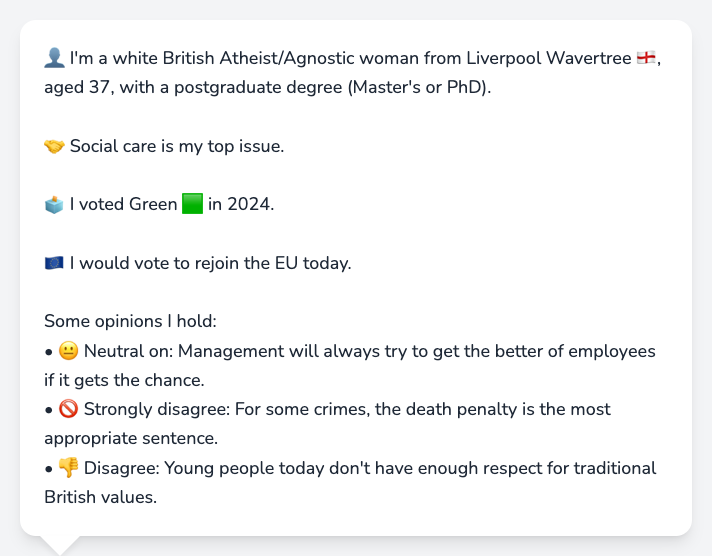 👤 I'm a white British Atheist/Agnostic woman from Liverpool Wavertree 🏴󠁧󠁢󠁥󠁮󠁧󠁿,
aged 37, with a postgraduate degree (Master's or PhD).
🤝 Social care is my top issue.
🗳️ I voted Green 🟩 in 2024.
🇪🇺 I would vote to rejoin the EU today.
Some opinions I hold:
• 😐 Neutral on: Management will always try to get the better of employees
if it gets the chance.
• 🚫 Strongly disagree: For some crimes, the death penalty is the most
appropriate sentence.
• 👎 Disagree: Young people today don't have enough respect for traditional
British values.